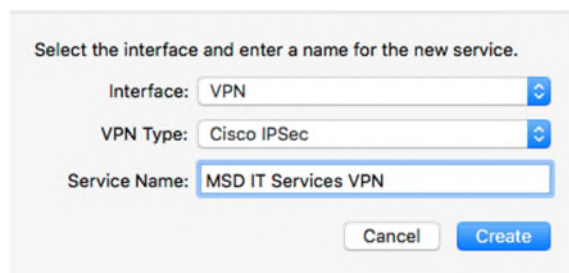 Select the interface and enter a name for the new service.
Interface: VPN
VPN Type: Cisco IPSec
Service Name: MSD IT Services VPN
Cancel Create